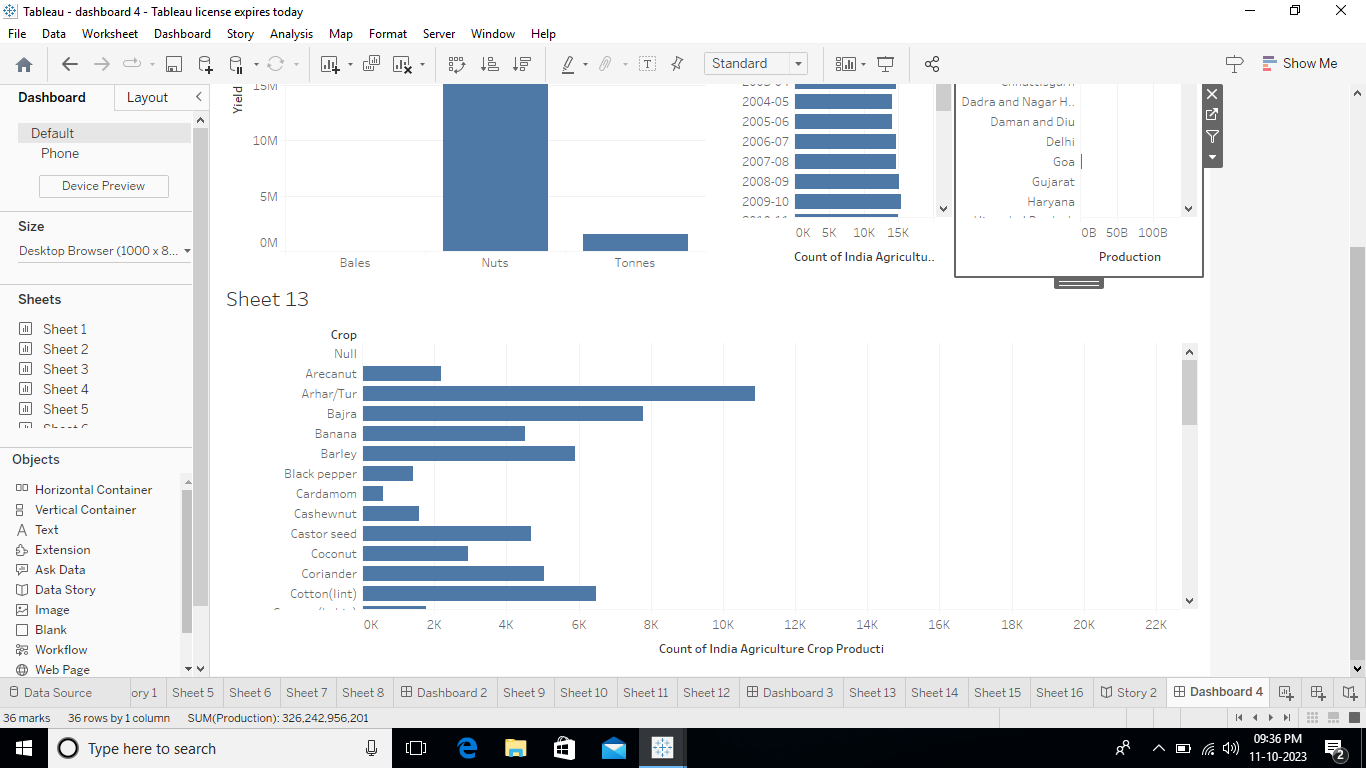 Tableau - dashboard 4 - Tableau license expires today
File Data Worksheet Dashboard Story Analysis Map Format Server Window Help
Standard
Show Me
Dashboard Layout
Default
Phone
Device Preview
Size
Desktop Browser (1000 x 8...
Sheets
Sheet 1
Sheet 2
Sheet 3
Sheet 4
Sheet 5
Objects
Horizontal Container
Vertical Container
Text
Extension
Ask Data
Data Story
Image
Blank
Workflow
Web Page
Yield
15M
10M
5M
0M
Bales Nuts Tonnes
2004-05
2005-06
2006-07
2007-08
2008-09
2009-10
0K 5K 10K 15K
Count of India Agricultu..
Chhattisgarh
Dadra and Nagar H..
Daman and Diu
Delhi
Goa
Gujarat
Haryana
0B 50B 100B
Production
Sheet 13
Crop
Null
Arecanut
Arhar/Tur
Bajra
Banana
Barley
Black pepper
Cardamom
Cashewnut
Castor seed
Coconut
Coriander
Cotton(lint)
0K 2K 4K 6K 8K 10K 12K 14K 16K 18K 20K 22K
Count of India Agriculture Crop Producti
Data Source ory 1 Sheet 5 Sheet 6 Sheet 7 Sheet 8 Dashboard 2 Sheet 9 Sheet 10 Sheet 11 Sheet 12 Dashboard 3 Sheet 13 Sheet 14 Sheet 15 Sheet 16 Story 2 Dashboard 4
36 marks 36 rows by 1 column SUM(Production): 326,242,956,201
Type here to search
09:36 PM
11-10-2023
2